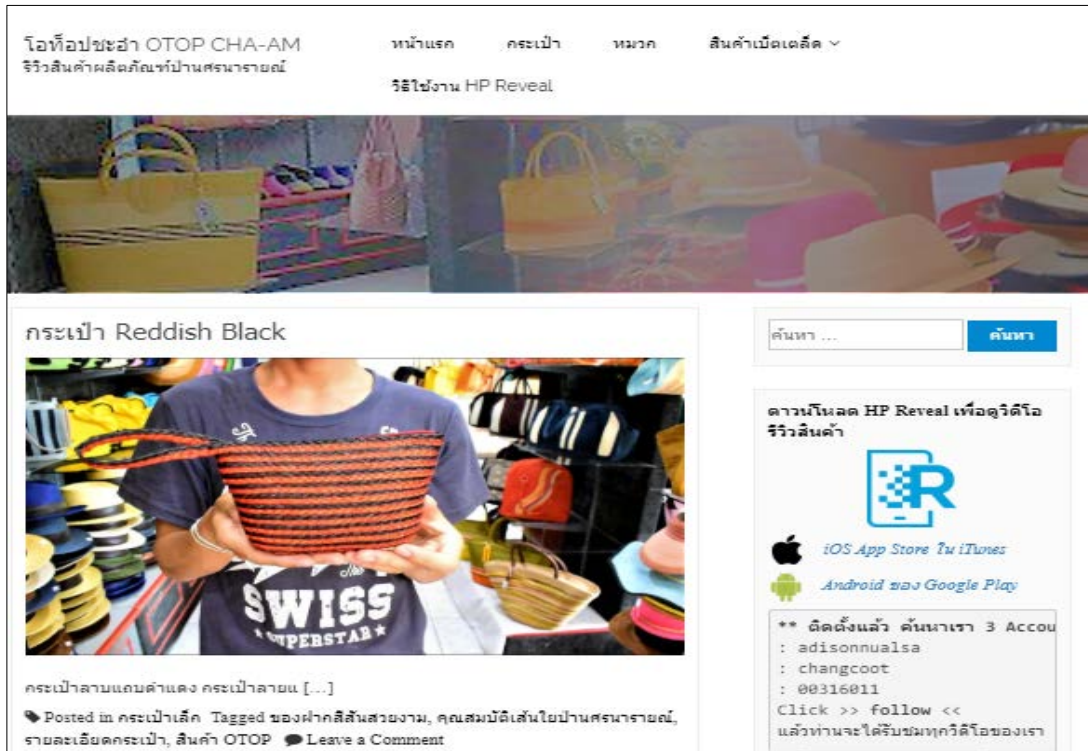 โอท็อปชะอำ OTOP CHA-AM
รีวิวสินค้าผลิตภัณฑ์ป่านศรนารายณ์
หน้าแรก กระเป๋า หมวก สินค้าเบ็ดเตล็ด
วิธีใช้งาน HP Reveal
กระเป๋า Reddish Black
SWISS
SUPERSTAR
กระเป๋าลาบแถบดำแดง กระเป๋าลายแ [...]
Posted in กระเป๋าเล็ก Tagged ของฝากสีสันสวยงาม, คุณสมบัติเส้นใยป่านศรนารายณ์,
รายละเอียดกระเป๋า, สินค้า OTOP Leave a Comment
ค้นหา ... ค้นหา
ดาวน์โหลด HP Reveal เพื่อดูวิดีโอ
รีวิวสินค้า
R
iOS App Store ใน iTunes
Android ของ Google Play
** ติดตั้งแล้ว ค้นหาเรา 3 Accou
: adisonnualsa
: changcoot
: 00316011
Click >> follow <<
แล้วท่านจะได้รับชมทุกวิดีโอของเรา